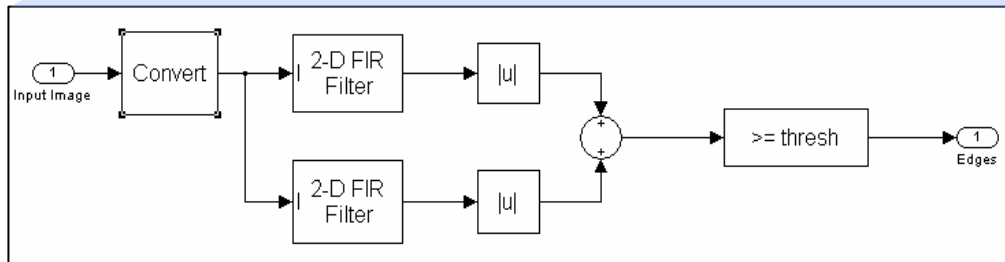 1
Input Image
Convert
I
2-D FIR
Filter
|u|
I
2-D FIR
Filter
|u|
+
+
>= thresh
1
Edges